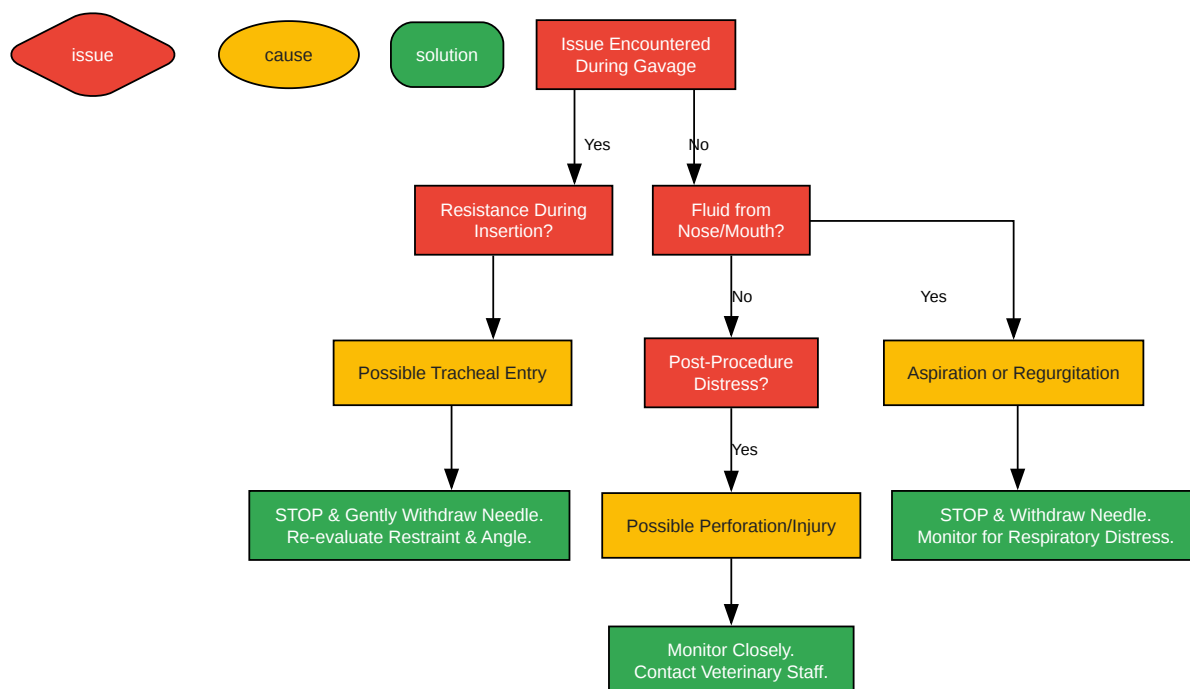 issue
cause
solution
Issue Encountered
During Gavage
Yes
No
Resistance During
Insertion?
Fluid from
Nose/Mouth?
No
Yes
Possible Tracheal Entry
Post-Procedure
Distress?
Aspiration or Regurgitation
Yes
STOP & Gently Withdraw Needle.
Re-evaluate Restraint & Angle.
Possible Perforation/Injury
STOP & Withdraw Needle.
Monitor for Respiratory Distress.
Monitor Closely.
Contact Veterinary Staff.